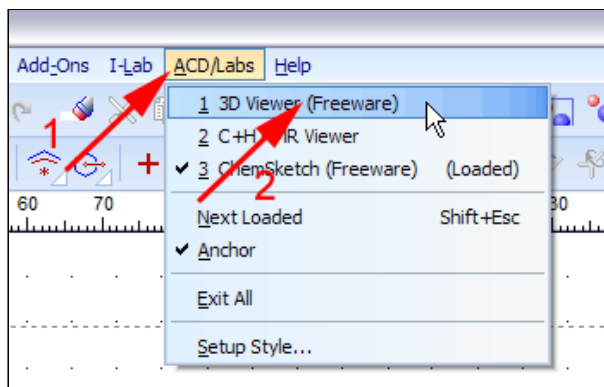 Add-Ons I-Lab ACD/Labs Help
1
1 3D Viewer (Freeware)
2 C+H IR Viewer
3 ChemSketch (Freeware) (Loaded)
2
60 70 30
Next Loaded Shift+Esc
Anchor
Exit All
Setup Style...